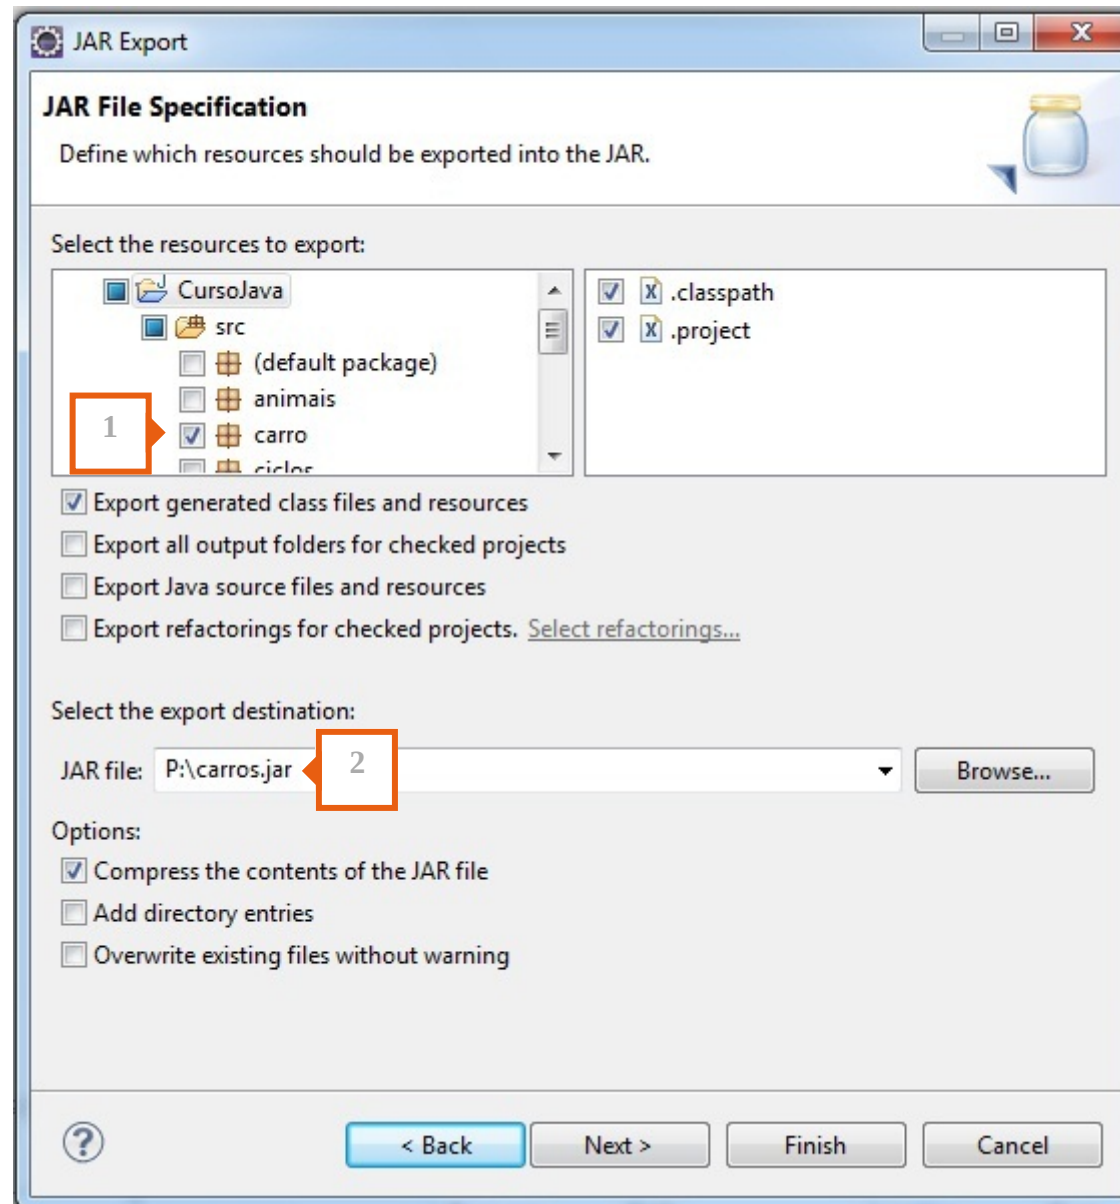 JAR Export
JAR File Specification
Define which resources should be exported into the JAR.
Select the resources to export:
CursoJava
src
(default package)
animais
1
carro
ciclos
.classpath
.project
Export generated class files and resources
Export all output folders for checked projects
Export Java source files and resources
Export refactorings for checked projects. Select refactorings...
Select the export destination:
JAR file: P:\carros.jar 2 Browse...
Options:
Compress the contents of the JAR file
Add directory entries
Overwrite existing files without warning
? < Back Next > Finish Cancel